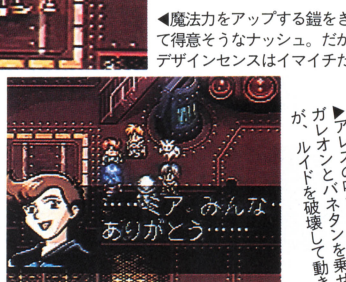 ◀魔法力をアップする鎧をき
て得意そうなナッシュ。だが
デザインセンスはイマイチだ
▶アレスの
ガレオンとバネタンを乗せ
が、ルイドを破壊して動き
……ミア みんな…
ありがとう……